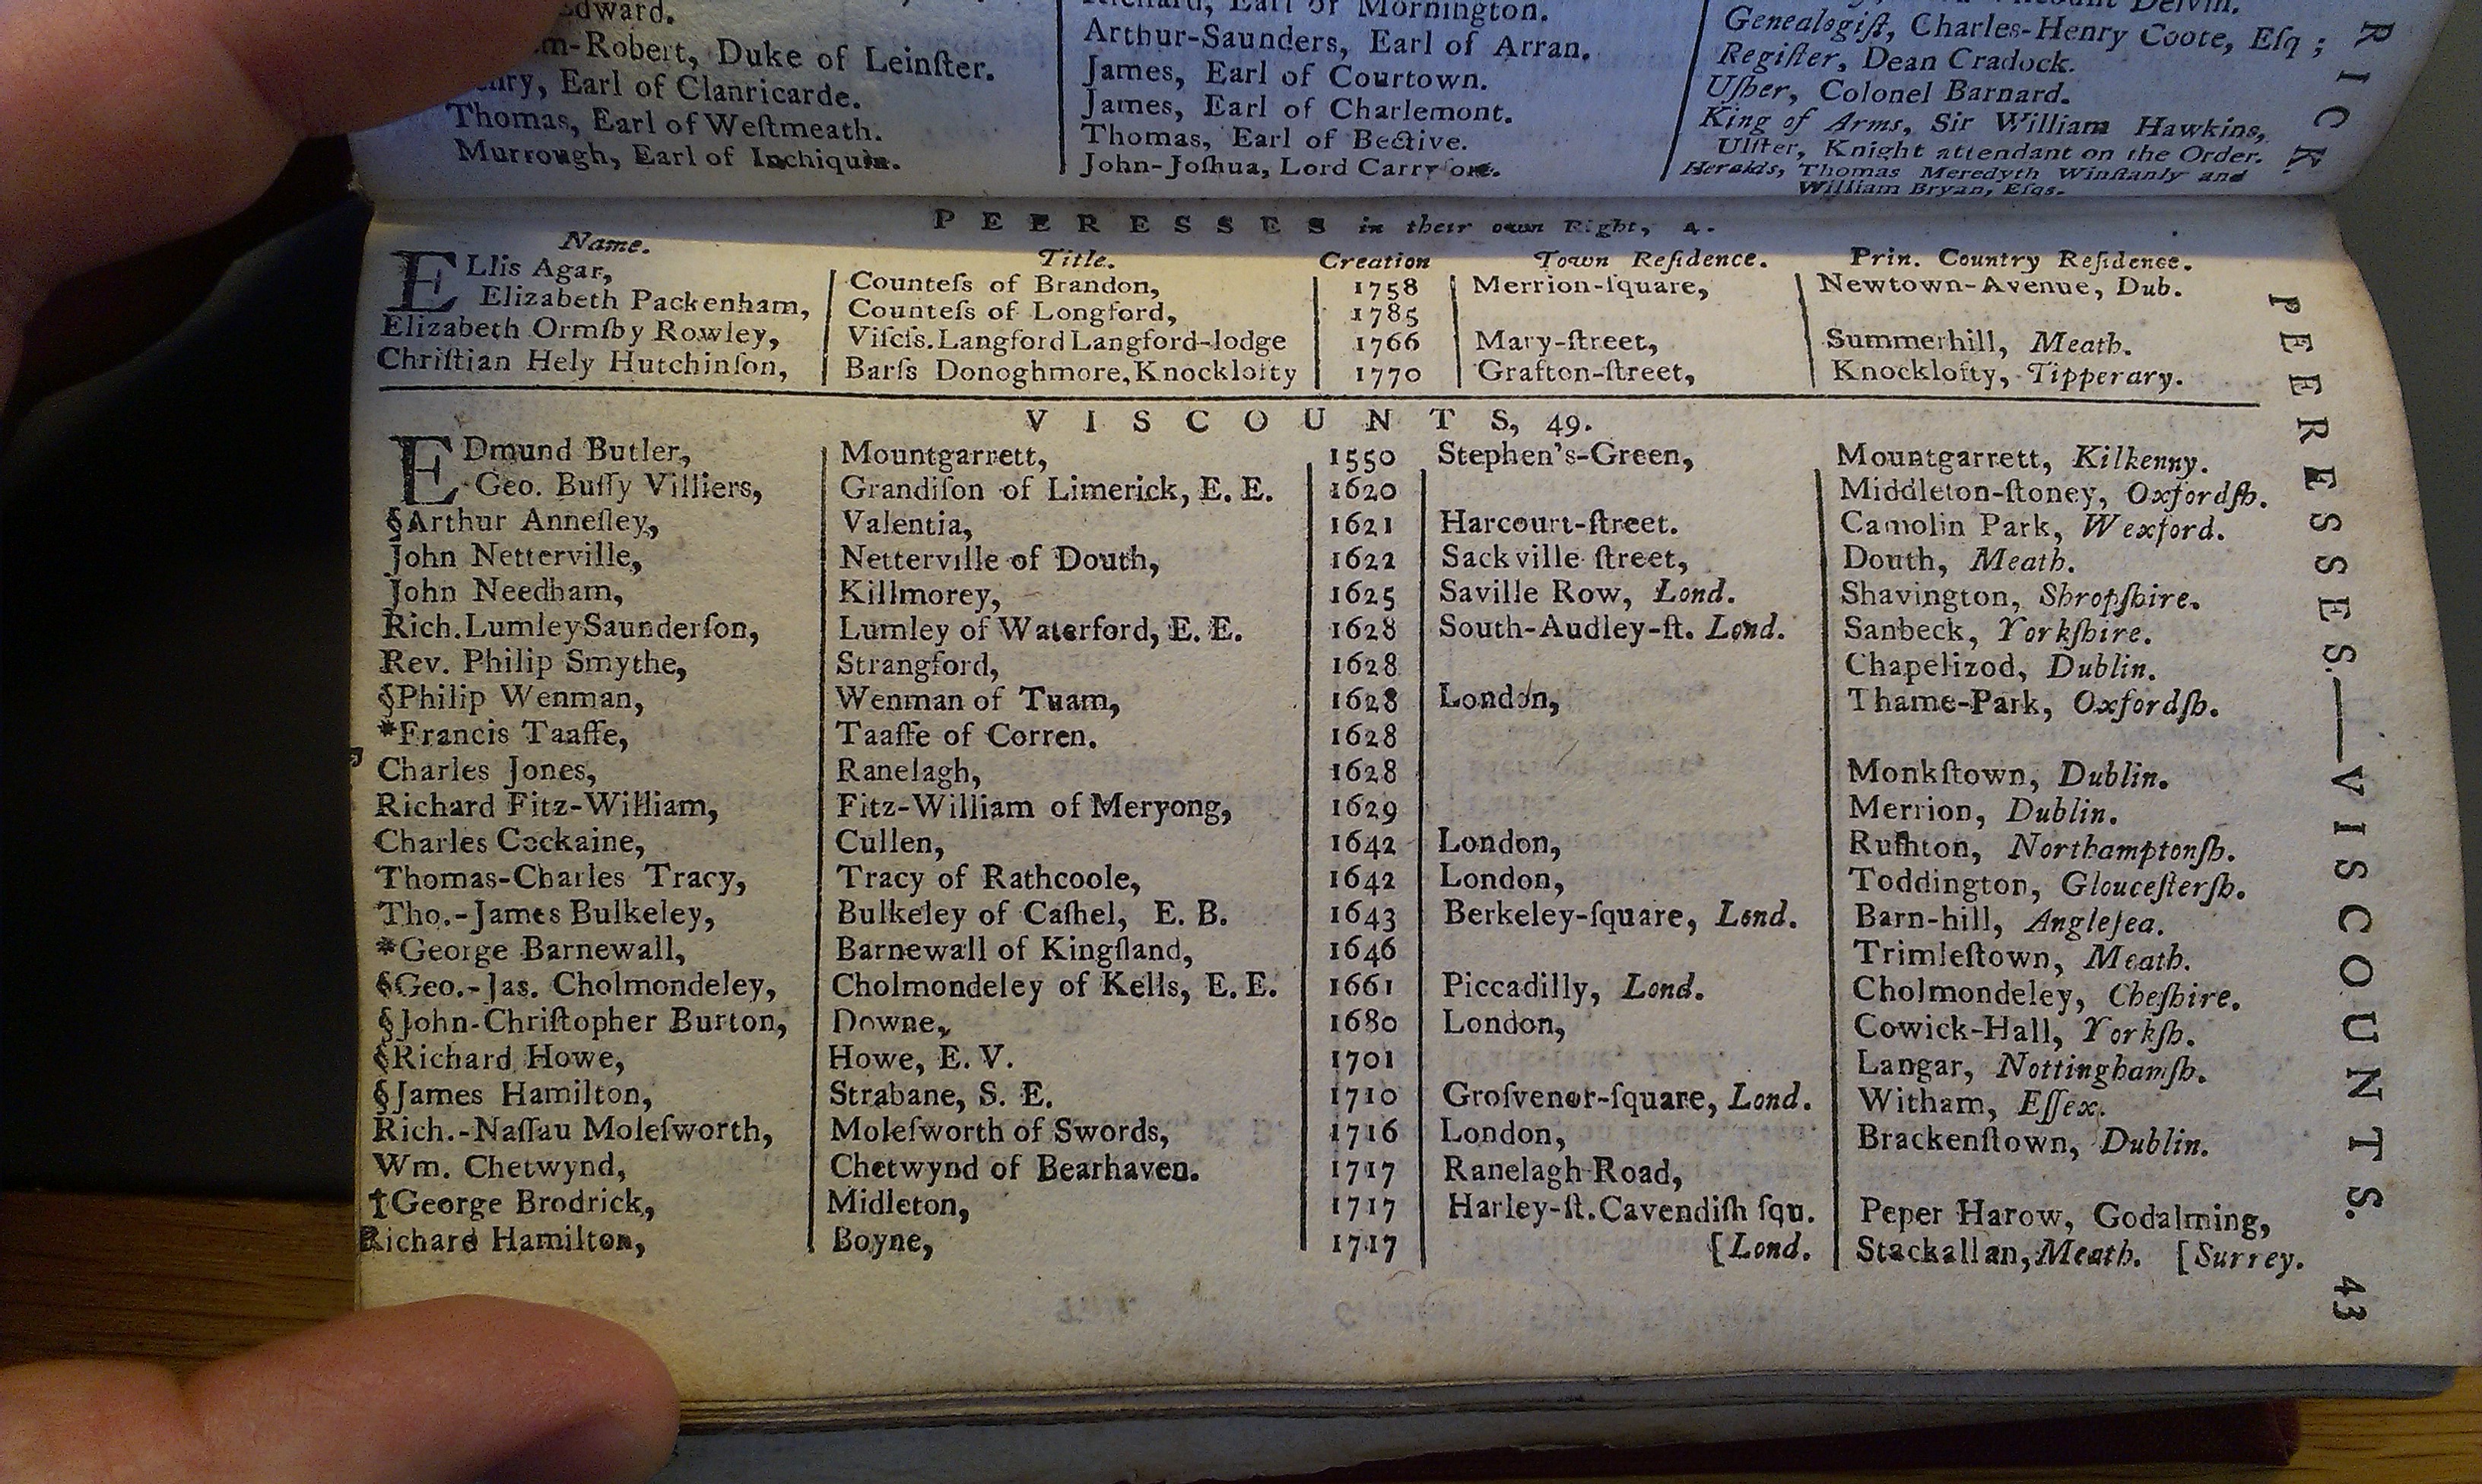 Edward.
m-Robert, Duke of Leinſter.
nry, Earl of Clanricarde.
Thomas, Earl of Weſtmeath.
Murrough, Earl of Inchiquin.
Richard, Earl of Mornington.
Arthur-Saunders, Earl of Arran.
James, Earl of Courtown.
James, Earl of Charlemont.
Thomas, Earl of Bective.
John-Joſhua, Lord Carryſort.
Delvin.
Genealogiſt, Charles-Henry Coote, Eſq ;
Regiſter, Dean Cradock.
Uſher, Colonel Barnard.
King of Arms, Sir William Hawkins,
Ulſter, Knight attendant on the Order.
Heralds, Thomas Meredyth Winſtanly and
William Bryan, Eſqs.
RICK.
PEERESSES in their own Right, 4.
Name. Title. Creation Town Reſidence. Prin. Country Reſidence.
ELlis Agar, Counteſs of Brandon, 1758 Merrion-ſquare, Newtown-Avenue, Dub.
Elizabeth Packenham, Counteſs of Longford, 1785
Elizabeth Ormſby Rowley, Viſcſs. Langford Langford-lodge 1766 Mary-ſtreet, Summerhill, Meath.
Chriſtian Hely Hutchinſon, Barſs Donoghmore, Knocklofty 1770 Grafton-ſtreet, Knocklofty, Tipperary.
VISCOUNTS, 49.
EDmund Butler, Mountgarrett, 1550 Stephen's-Green, Mountgarrett, Kilkenny.
Geo. Buſſy Villiers, Grandiſon of Limerick, E. E. 1620 Middleton-ſtoney, Oxfordſh.
§Arthur Anneſley, Valentia, 1621 Harcourt-ſtreet. Camolin Park, Wexford.
John Netterville, Netterville of Douth, 1622 Sackville ſtreet, Douth, Meath.
John Needham, Killmorey, 1625 Saville Row, Lond. Shavington, Shropſhire.
Rich. Lumley Saunderſon, Lumley of Waterford, E. E. 1628 South-Audley-ſt. Lond. Sanbeck, Yorkſhire.
Rev. Philip Smythe, Strangford, 1628 Chapelizod, Dublin.
§Philip Wenman, Wenman of Tuam, 1628 London, Thame-Park, Oxfordſh.
*Francis Taaffe, Taaffe of Corren. 1628
Charles Jones, Ranelagh, 1628 Monkſtown, Dublin.
Richard Fitz-William, Fitz-William of Meryong, 1629 Merrion, Dublin.
Charles Cockaine, Cullen, 1642 London, Ruſhton, Northamptonſh.
Thomas-Charles Tracy, Tracy of Rathcoole, 1642 London, Toddington, Glouceſterſh.
Tho.-James Bulkeley, Bulkeley of Caſhel, E. B. 1643 Berkeley-ſquare, Lond. Barn-hill, Angleſea.
*George Barnewall, Barnewall of Kingſland, 1646 Trimleſtown, Meath.
§Geo.-Jas. Cholmondeley, Cholmondeley of Kells, E. E. 1661 Piccadilly, Lond. Cholmondeley, Cheſhire.
§John-Chriſtopher Burton, Downe, 1680 London, Cowick-Hall, Yorkſh.
§Richard Howe, Howe, E. V. 1701 Langar, Nottinghamſh.
§James Hamilton, Strabane, S. E. 1710 Groſvenor-ſquare, Lond. Witham, Eſſex.
Rich.-Naſſau Moleſworth, Moleſworth of Swords, 1716 London, Brackenſtown, Dublin.
Wm. Chetwynd, Chetwynd of Bearhaven. 1717 Ranelagh Road,
†George Brodrick, Midleton, 1717 Harley-ſt. Cavendiſh ſqu. Peper Harow, Godalming,
Richard Hamilton, Boyne, 1717 [Lond. Stackallan, Meath. [Surrey.
PEERESSES.—VISCOUNTS. 43